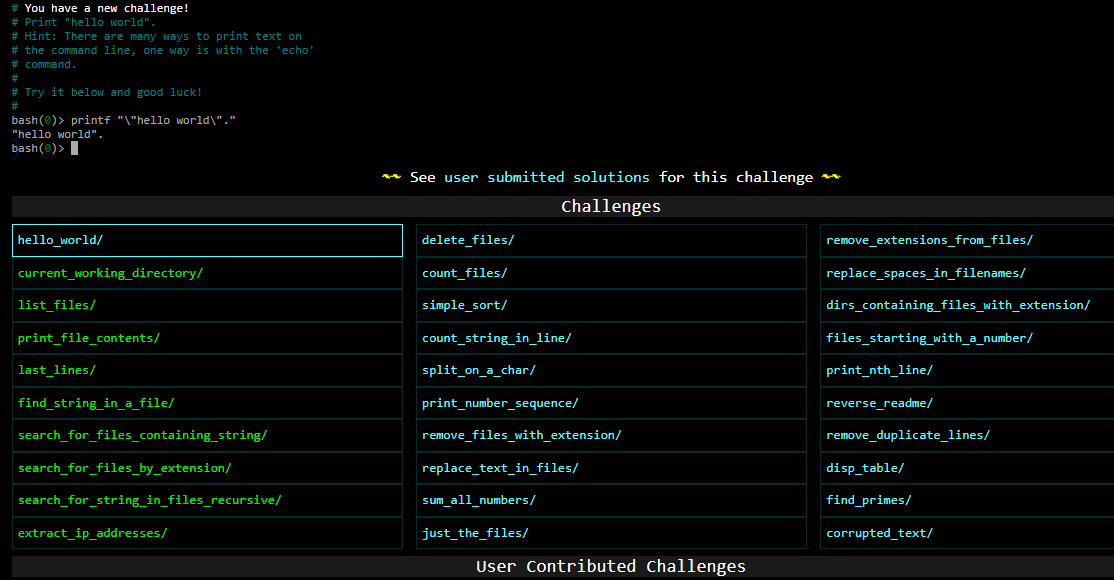 # You have a new challenge!
# Print "hello world".
# Hint: There are many ways to print text on
# the command line, one way is with the 'echo'
# command.
#
# Try it below and good luck!
#
bash(0)> printf "\"hello world\"."
"hello world".
bash(0)>
~~ See user submitted solutions for this challenge ~~
Challenges
hello_world/ delete_files/ remove_extensions_from_files/
current_working_directory/ count_files/ replace_spaces_in_filenames/
list_files/ simple_sort/ dirs_containing_files_with_extension/
print_file_contents/ count_string_in_line/ files_starting_with_a_number/
last_lines/ split_on_a_char/ print_nth_line/
find_string_in_a_file/ print_number_sequence/ reverse_readme/
search_for_files_containing_string/ remove_files_with_extension/ remove_duplicate_lines/
search_for_files_by_extension/ replace_text_in_files/ disp_table/
search_for_string_in_files_recursive/ sum_all_numbers/ find_primes/
extract_ip_addresses/ just_the_files/ corrupted_text/
User Contributed Challenges